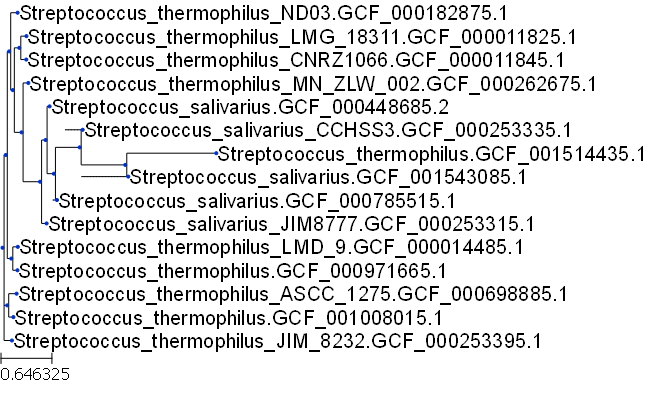 Streptococcus_thermophilus_ND03.GCF_000182875.1
Streptococcus_thermophilus_LMG_18311.GCF_000011825.1
Streptococcus_thermophilus_CNRZ1066.GCF_000011845.1
Streptococcus_thermophilus_MN_ZLW_002.GCF_000262675.1
Streptococcus_salivarius.GCF_000448685.2
Streptococcus_salivarius_CCHSS3.GCF_000253335.1
Streptococcus_thermophilus.GCF_001514435.1
Streptococcus_salivarius.GCF_001543085.1
Streptococcus_salivarius.GCF_000785515.1
Streptococcus_salivarius_JIM8777.GCF_000253315.1
Streptococcus_thermophilus_LMD_9.GCF_000014485.1
Streptococcus_thermophilus.GCF_000971665.1
Streptococcus_thermophilus_ASCC_1275.GCF_000698885.1
Streptococcus_thermophilus.GCF_001008015.1
Streptococcus_thermophilus_JIM_8232.GCF_000253395.1
0.646325